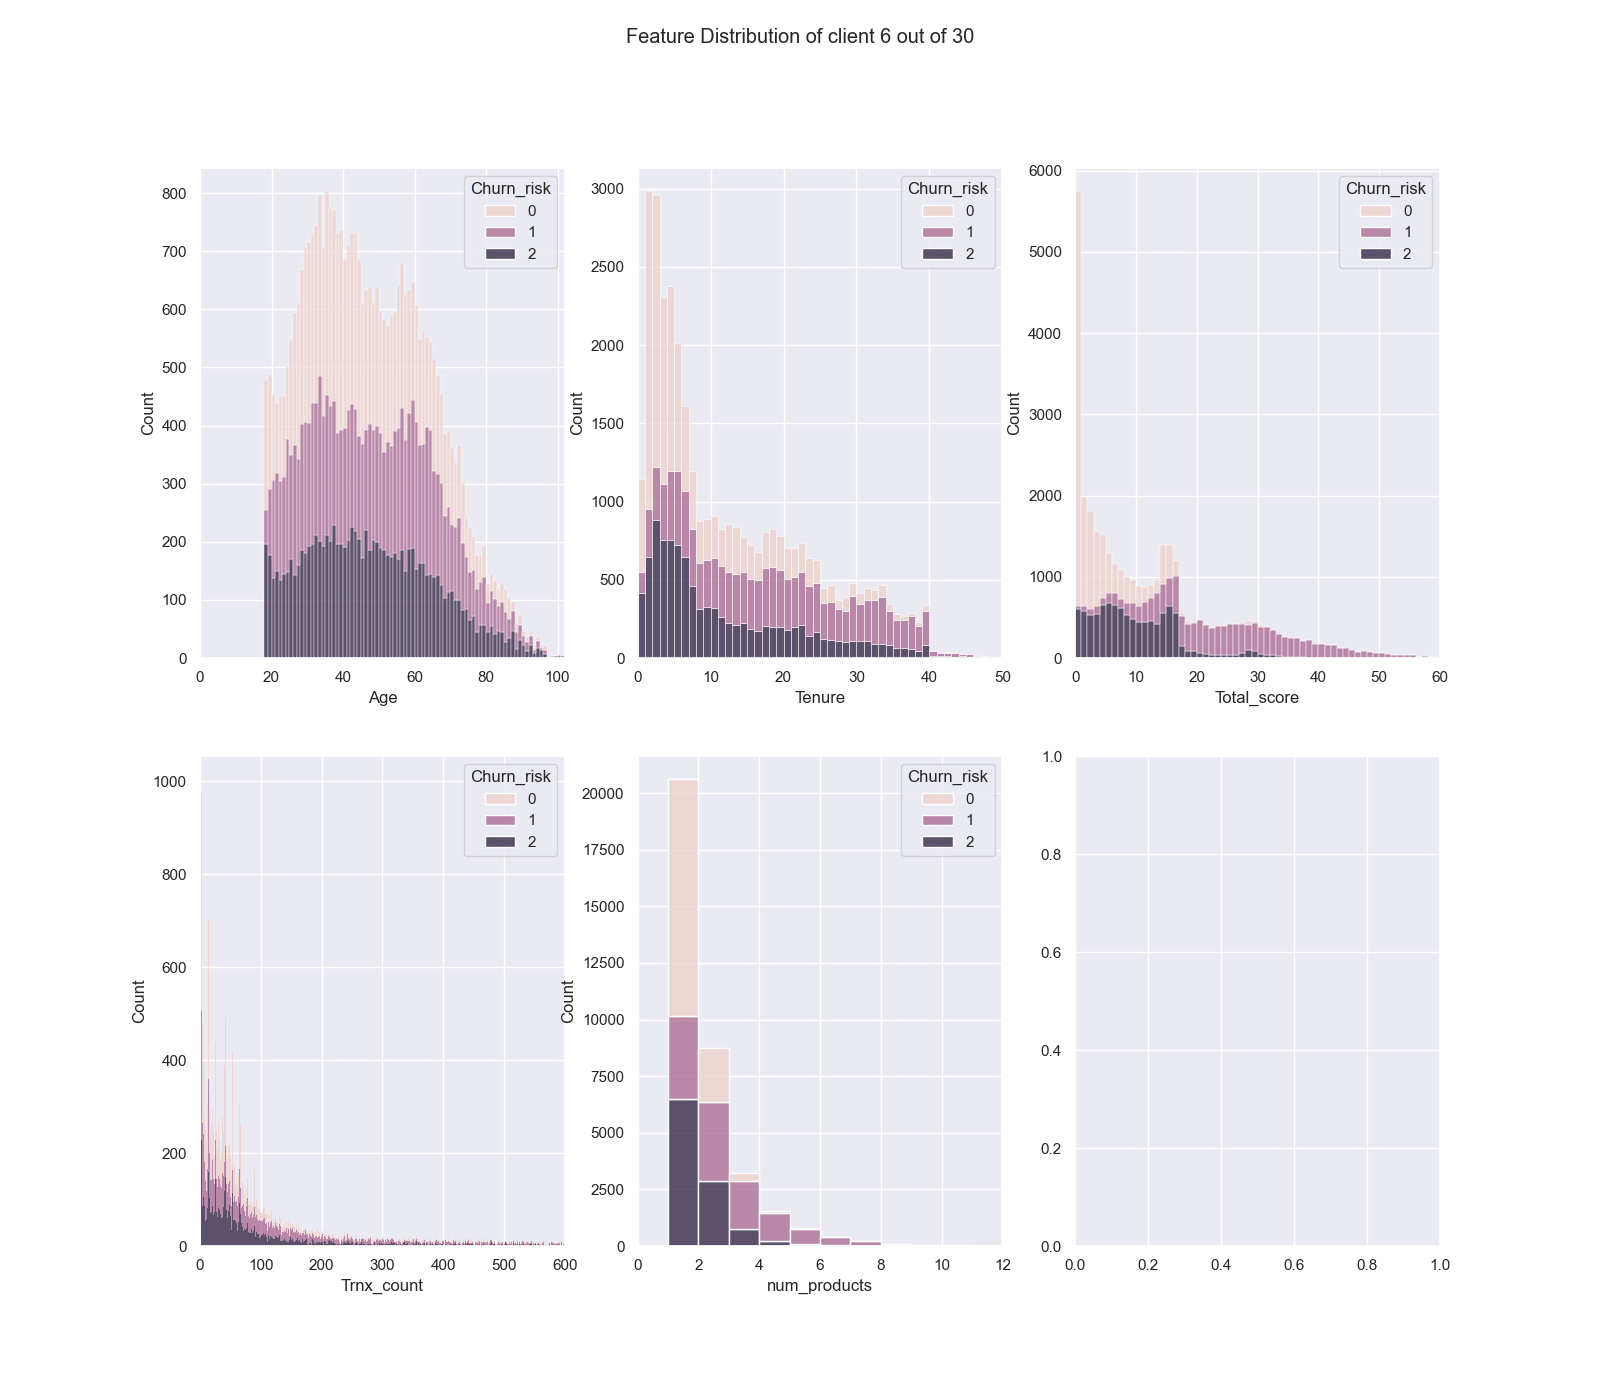 Feature Distribution of client 6 out of 30
800
700
600
500
400
300
200
100
0
Count
0 20 40 60 80 100
Age
Churn_risk
0
1
2
3000
2500
2000
1500
1000
500
0
Count
0 10 20 30 40 50
Tenure
Churn_risk
0
1
2
6000
5000
4000
3000
2000
1000
0
Count
0 10 20 30 40 50 60
Total_score
Churn_risk
0
1
2
1000
800
600
400
200
0
Count
0 100 200 300 400 500 600
Trnx_count
Churn_risk
0
1
2
20000
17500
15000
12500
10000
7500
5000
2500
0
Count
0 2 4 6 8 10 12
num_products
Churn_risk
0
1
2
1.0
0.8
0.6
0.4
0.2
0.0
0.0 0.2 0.4 0.6 0.8 1.0